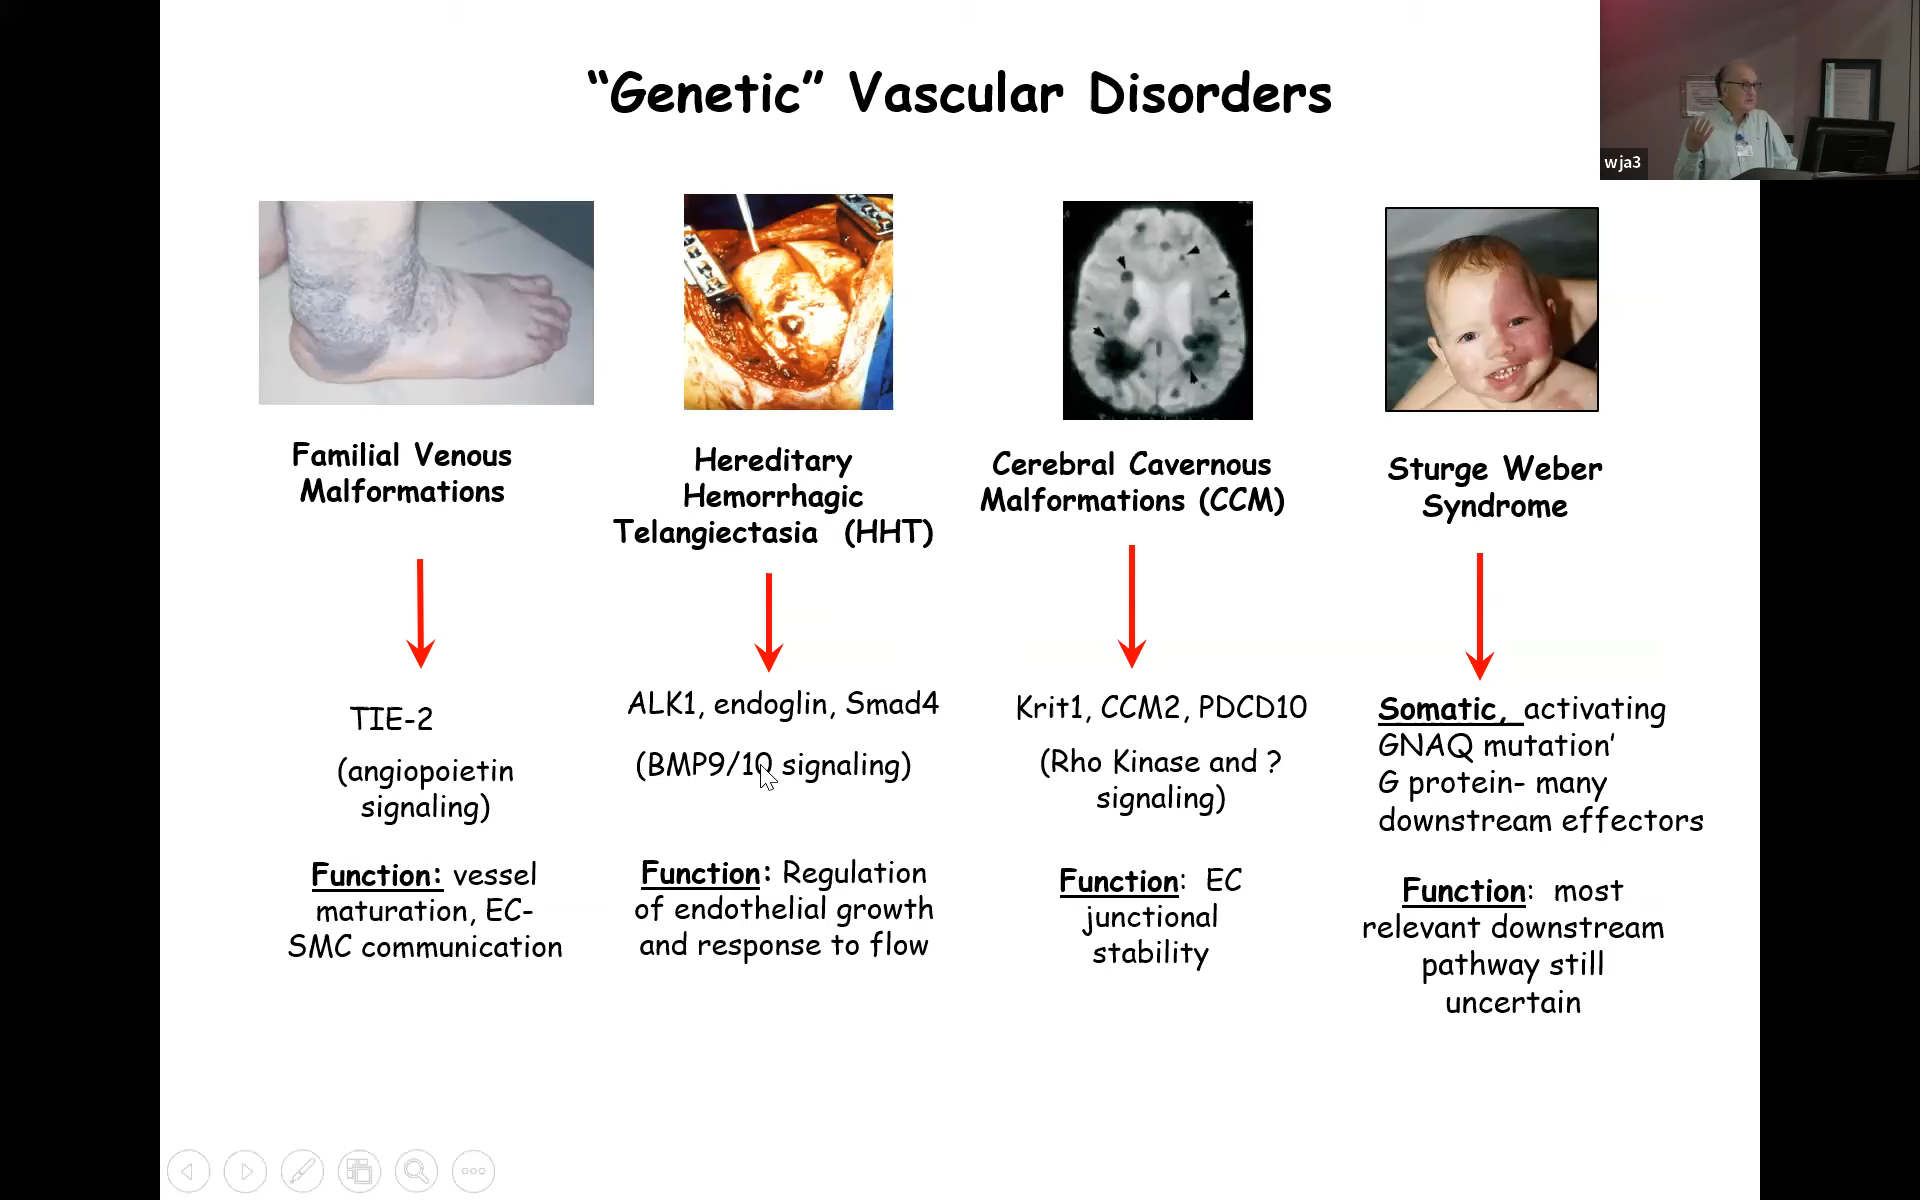 “Genetic” Vascular Disorders
wja3
Familial Venous
Malformations
Hereditary
Hemorrhagic
Telangiectasia (HHT)
Cerebral Cavernous
Malformations (CCM)
Sturge Weber
Syndrome
TIE-2
(angiopoietin
signaling)
Function: vessel
maturation, EC-
SMC communication
ALK1, endoglin, Smad4
(BMP9/10 signaling)
Function: Regulation
of endothelial growth
and response to flow
Krit1, CCM2, PDCD10
(Rho Kinase and ?
signaling)
Function: EC
junctional
stability
Somatic, activating
GNAQ mutation’
G protein- many
downstream effectors
Function: most
relevant downstream
pathway still
uncertain